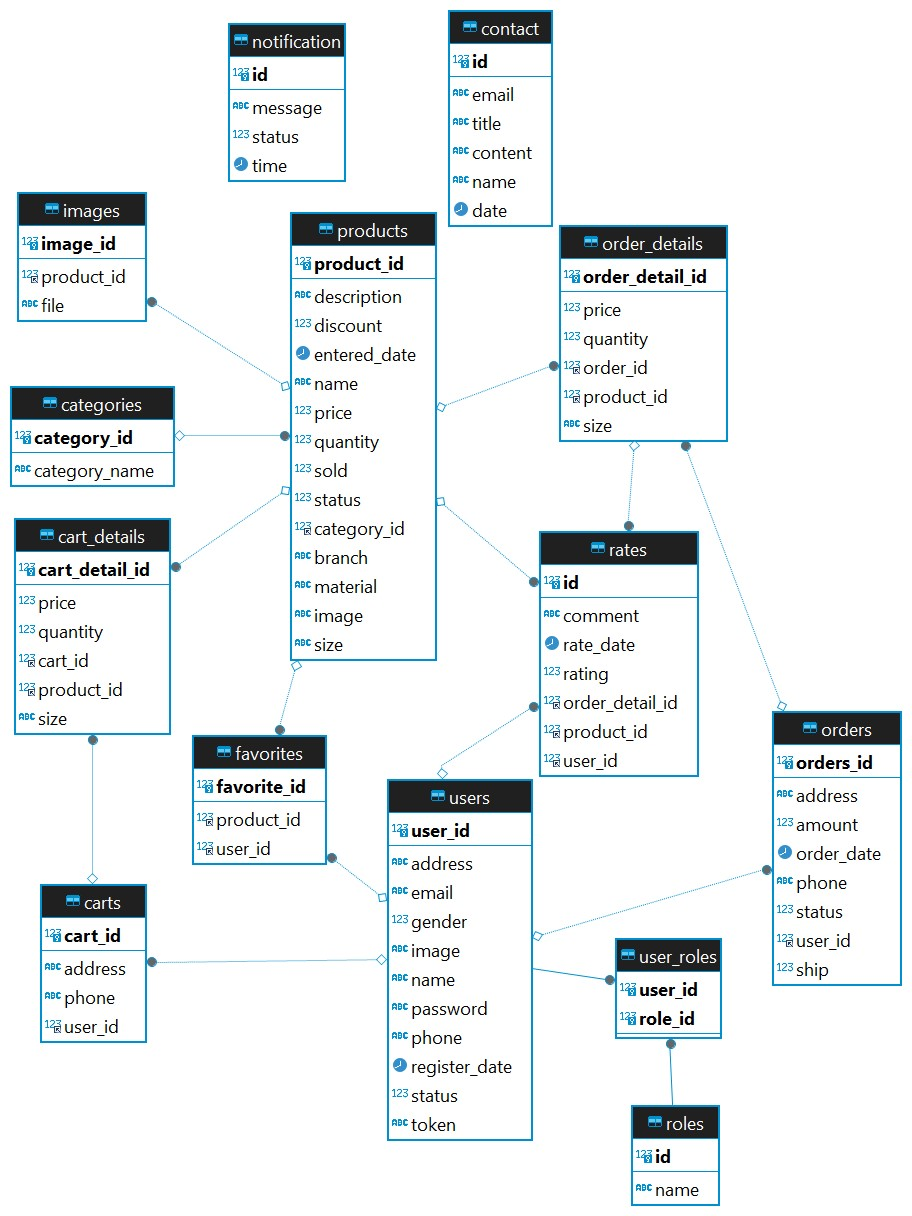 notification
id
message
status
time
contact
id
email
title
content
name
date
images
image_id
product_id
file
products
product_id
description
discount
entered_date
name
price
quantity
sold
status
category_id
branch
material
image
size
order_details
order_detail_id
price
quantity
order_id
product_id
size
categories
category_id
category_name
cart_details
cart_detail_id
price
quantity
cart_id
product_id
size
rates
id
comment
rate_date
rating
order_detail_id
product_id
user_id
favorites
favorite_id
product_id
user_id
orders
orders_id
address
amount
order_date
phone
status
user_id
ship
users
user_id
address
email
gender
image
name
password
phone
register_date
status
token
carts
cart_id
address
phone
user_id
user_roles
user_id
role_id
roles
id
name